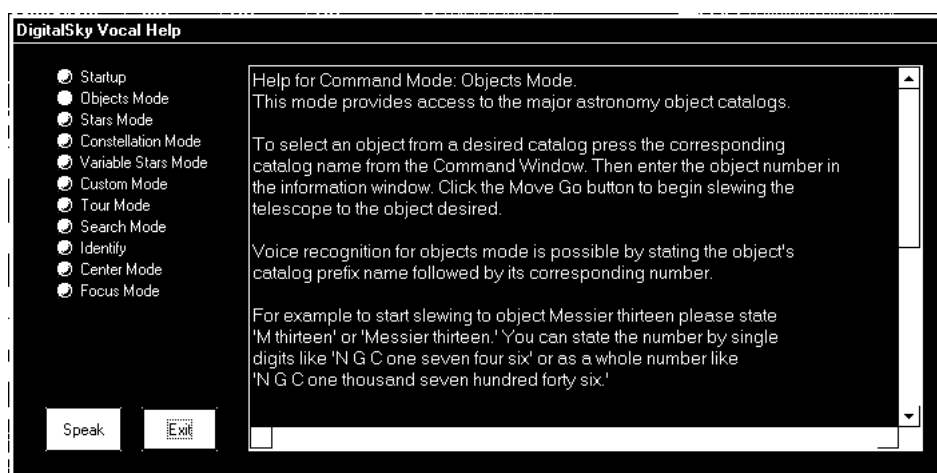 DigitalSky Vocal Help
Startup
Objects Mode
Stars Mode
Constellation Mode
Variable Stars Mode
Custom Mode
Tour Mode
Search Mode
Identify
Center Mode
Focus Mode
Help for Command Mode: Objects Mode.
This mode provides access to the major astronomy object catalogs.
To select an object from a desired catalog press the corresponding
catalog name from the Command Window. Then enter the object number in
the information window. Click the Move Go button to begin slewing the
telescope to the object desired.
Voice recognition for objects mode is possible by stating the object's
catalog prefix name followed by its corresponding number.
For example to start slewing to object Messier thirteen please state
'M thirteen' or 'Messier thirteen.' You can state the number by single
digits like 'N G C one seven four six' or as a whole number like
'N G C one thousand seven hundred forty six.'
Speak
Exit